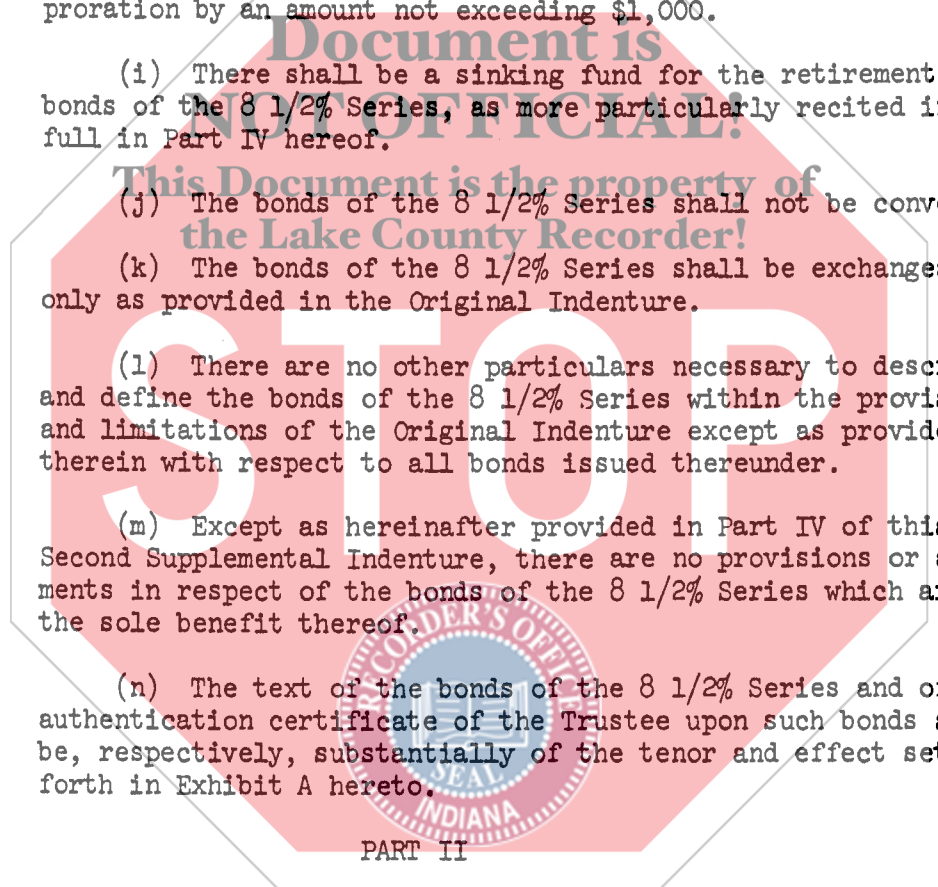 proration by an amount not exceeding $1,000.
Document is
(i) There shall be a sinking fund for the retirement
bonds of the 8 1/2% Series, as more particularly recited i
NOT OFFICIAL!
full in Part IV hereof.
This Document is the property of
(j) The bonds of the 8 1/2% Series shall not be conv
the Lake County Recorder!
(k) The bonds of the 8 1/2% Series shall be exchange
only as provided in the Original Indenture.
STOP
(l) There are no other particulars necessary to desc
and define the bonds of the 8 1/2% Series within the provi
and limitations of the Original Indenture except as provid
therein with respect to all bonds issued thereunder.
(m) Except as hereinafter provided in Part IV of thi
Second Supplemental Indenture, there are no provisions or
ments in respect of the bonds of the 8 1/2% Series which a
the sole benefit thereof.
RECORDER'S OFFICE
(n) The text of the bonds of the 8 1/2% Series and o
authentication certificate of the Trustee upon such bonds
be, respectively, substantially of the tenor and effect set
SEAL
forth in Exhibit A hereto.
INDIANA
PART II